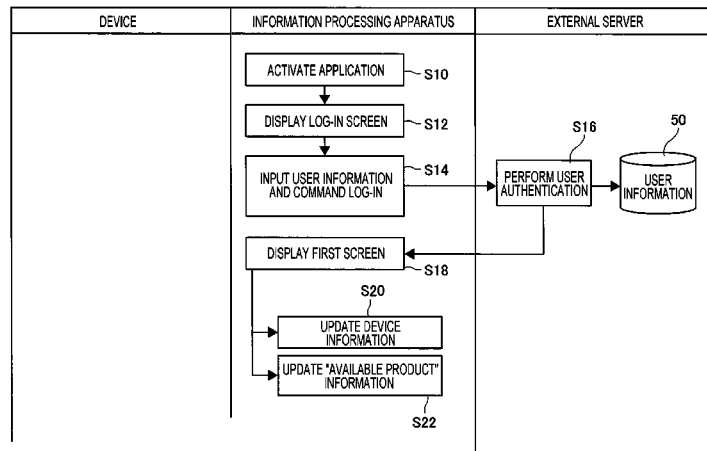 DEVICE
INFORMATION PROCESSING APPARATUS
EXTERNAL SERVER
ACTIVATE APPLICATION
S10
DISPLAY LOG-IN SCREEN
S12
INPUT USER INFORMATION
AND COMMAND LOG-IN
S14
PERFORM USER
AUTHENTICATION
S16
USER
INFORMATION
50
DISPLAY FIRST SCREEN
S18
S20
UPDATE DEVICE
INFORMATION
UPDATE "AVAILABLE PRODUCT"
INFORMATION
S22